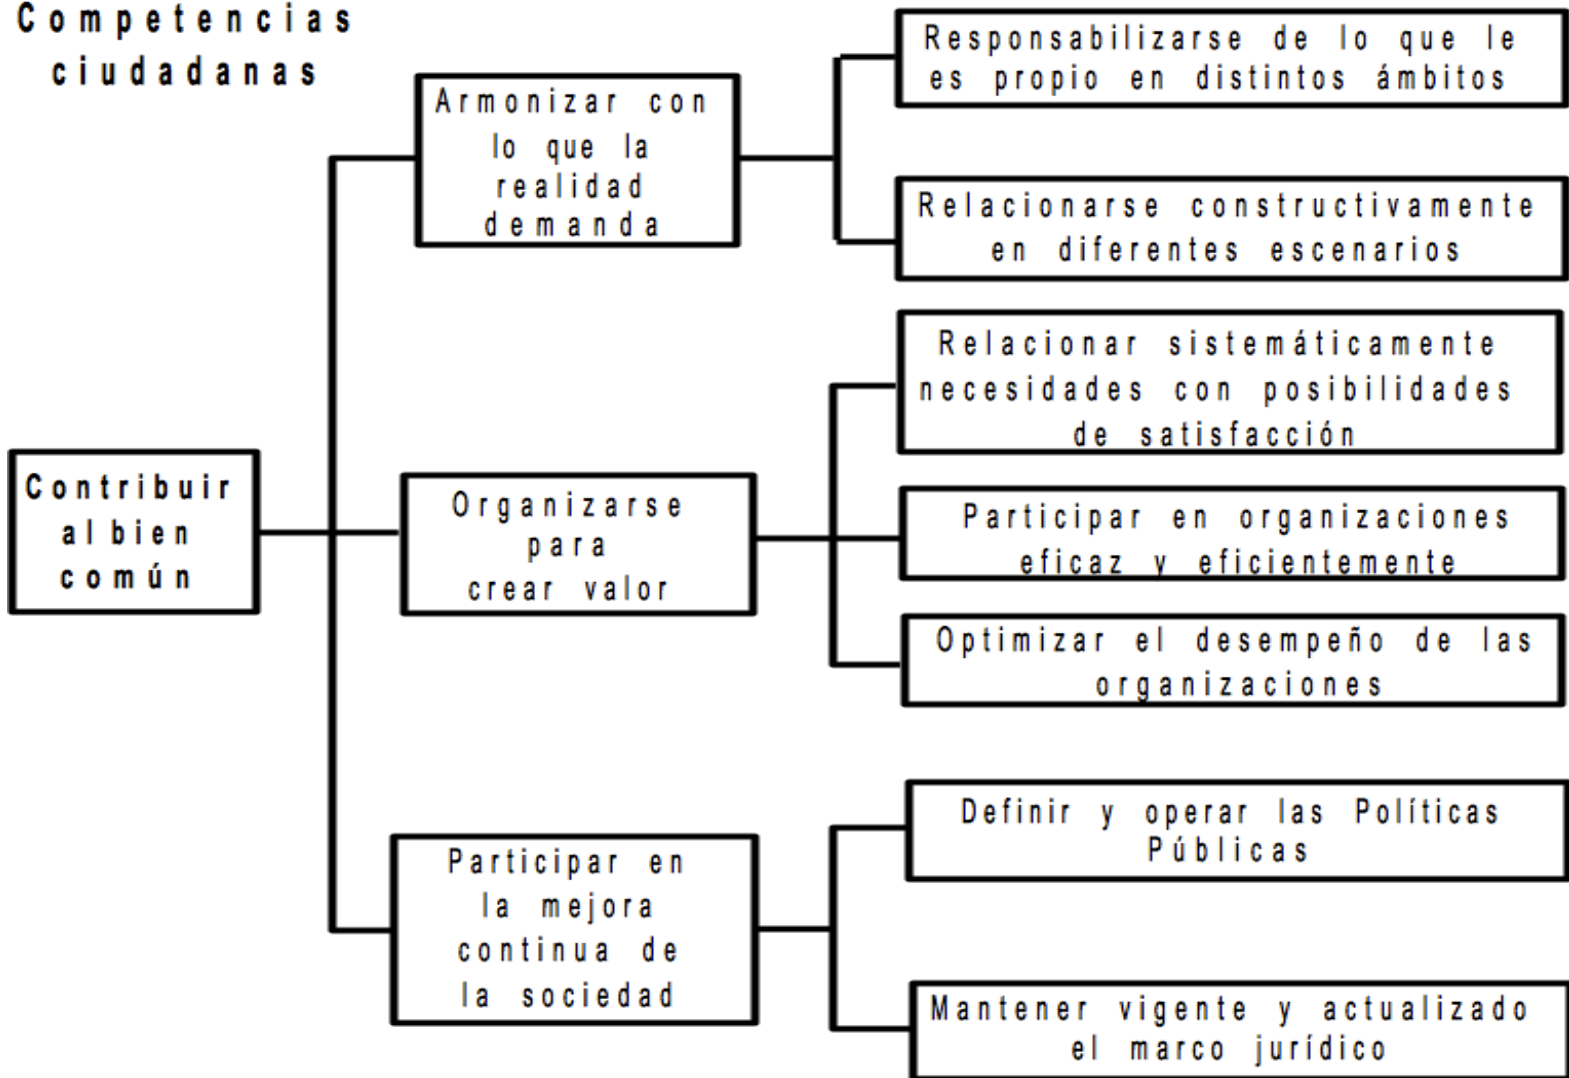 Competencias
ciudadanas
Contribuir
al bien
común
Armonizar con
lo que la
realidad
demanda
Responsabilizarse de lo que le
es propio en distintos ámbitos
Relacionarse constructivamente
en diferentes escenarios
Organizarse
para
crear valor
Relacionar sistemáticamente
necesidades con posibilidades
de satisfacción
Participar en organizaciones
eficaz y eficientemente
Optimizar el desempeño de las
organizaciones
Participar en
la mejora
continua de
la sociedad
Definir y operar las Políticas
Públicas
Mantener vigente y actualizado
el marco jurídico